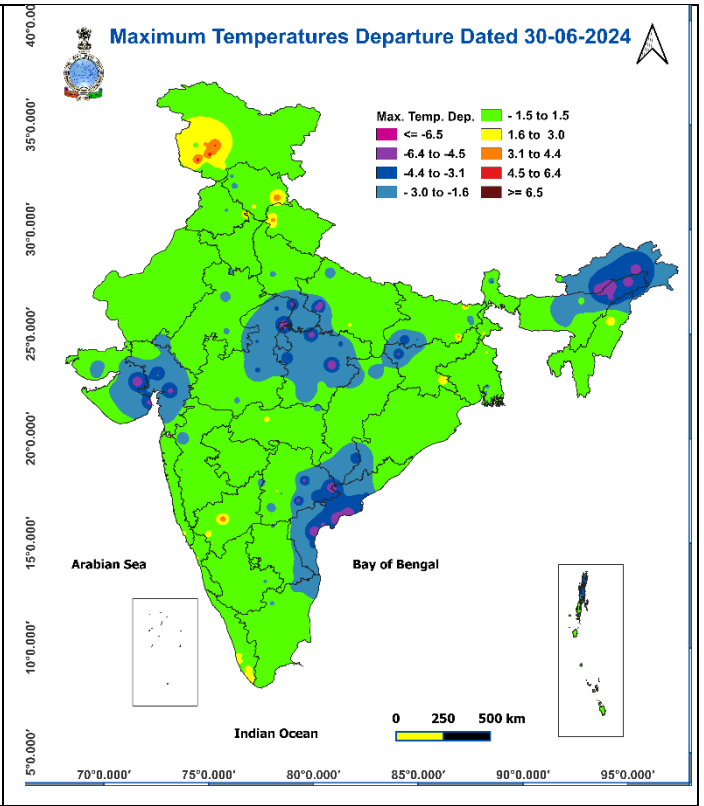 Maximum Temperatures Departure Dated 30-06-2024
Max. Temp. Dep.
<= -6.5
-6.4 to -4.5
-4.4 to -3.1
- 3.0 to -1.6
- 1.5 to 1.5
1.6 to 3.0
3.1 to 4.4
4.5 to 6.4
>= 6.5
40°0.00
35°0.000'
30°0.000'
25°0.000'
20°0.000'
15°0.000'
10°0.000'
5°0.000'
Arabian Sea
Bay of Bengal
Indian Ocean
0 250 500 km
70°0.000' 75°0.000' 80°0.000' 85°0.000' 90°0.000' 95°0.000'